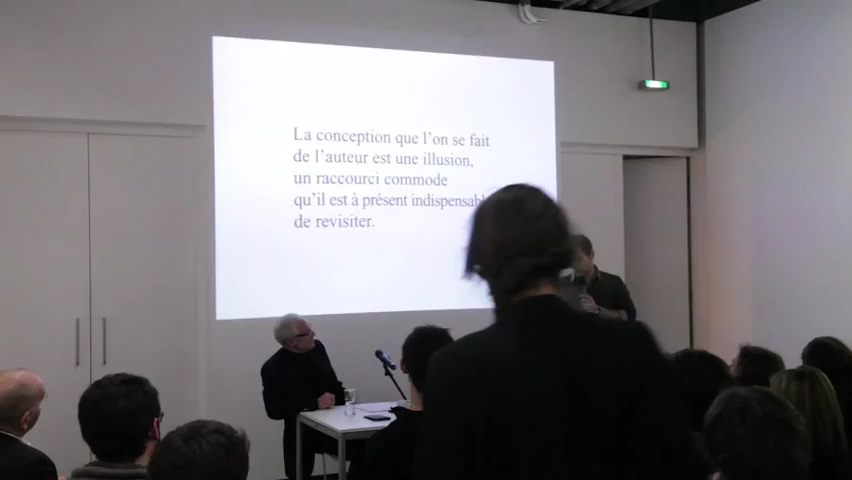 La conception que l'on se fait
de l'auteur est une illusion,
un raccourci commode
qu'il est à présent indispensable
de revisiter.